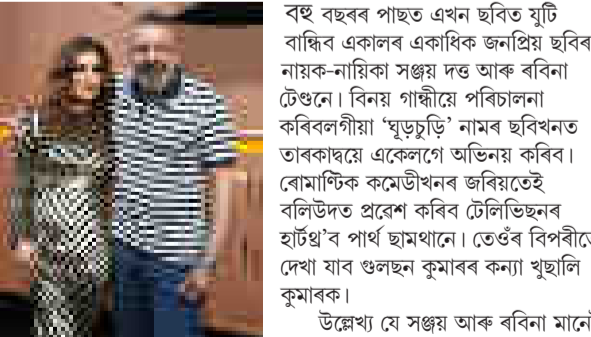 বহু বছৰৰ পাছত এখন ছবিত যুটি
বান্ধিব একালৰ একাধিক জনপ্ৰিয় ছবিৰ
নায়ক-নায়িকা সঞ্জয় দত্ত আৰু ৰবিনা
টেণ্ডনে। বিনয় গান্ধীয়ে পৰিচালনা
কৰিবলগীয়া ‘ঘূড়চুড়ি’ নামৰ ছবিখনত
তাৰকাদ্বয়ে একেলগে অভিনয় কৰিব।
ৰোমাণ্টিক কমেডীখনৰ জৰিয়তেই
বলিউদত প্ৰৱেশ কৰিব টেলিভিছনৰ
হাৰ্টথ্ৰ’ব পাৰ্থ ছামথানে। তেওঁৰ বিপৰীতে
দেখা যাব গুলছন কুমাৰৰ কন্যা খুছালি
কুমাৰক।
উল্লেখ্য যে সঞ্জয় আৰু ৰবিনা